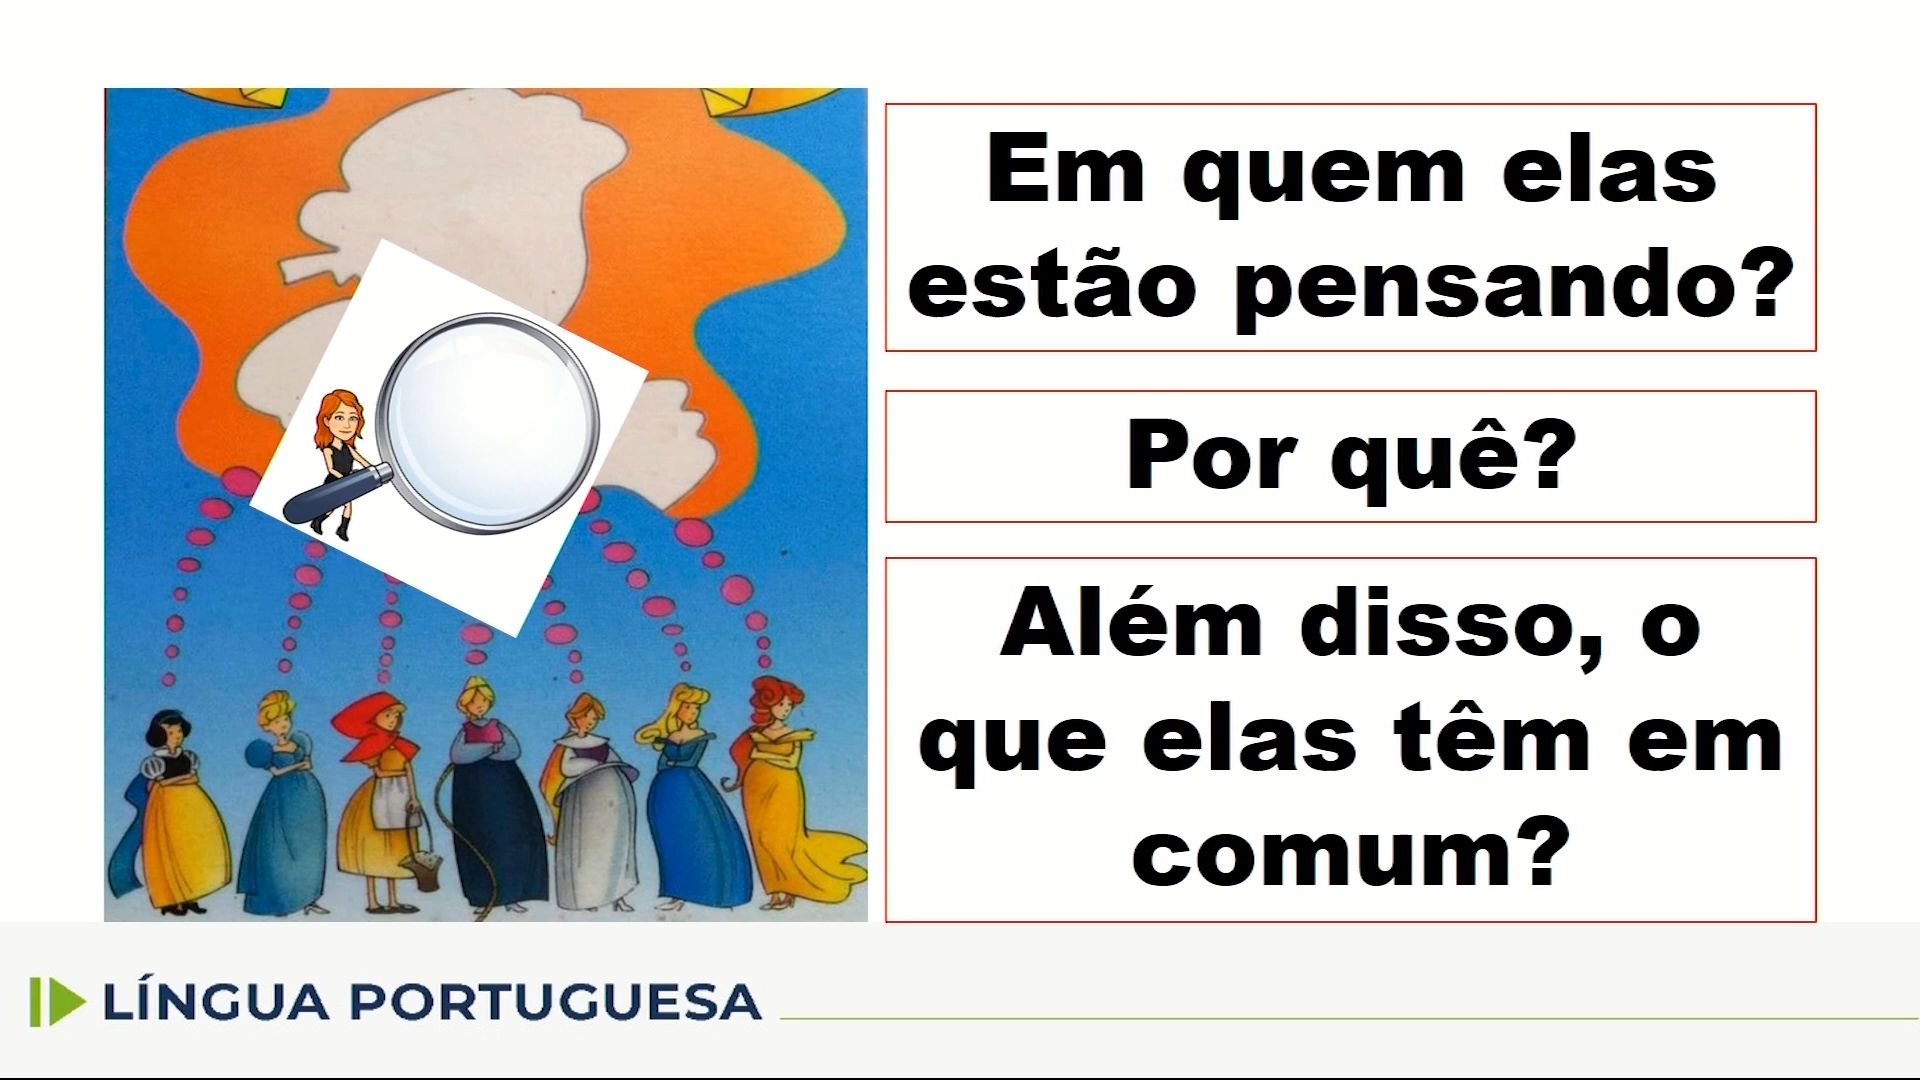 Em quem elas
estão pensando?
Por quê?
Além disso, o
que elas têm em
comum?
LÍNGUA PORTUGUESA